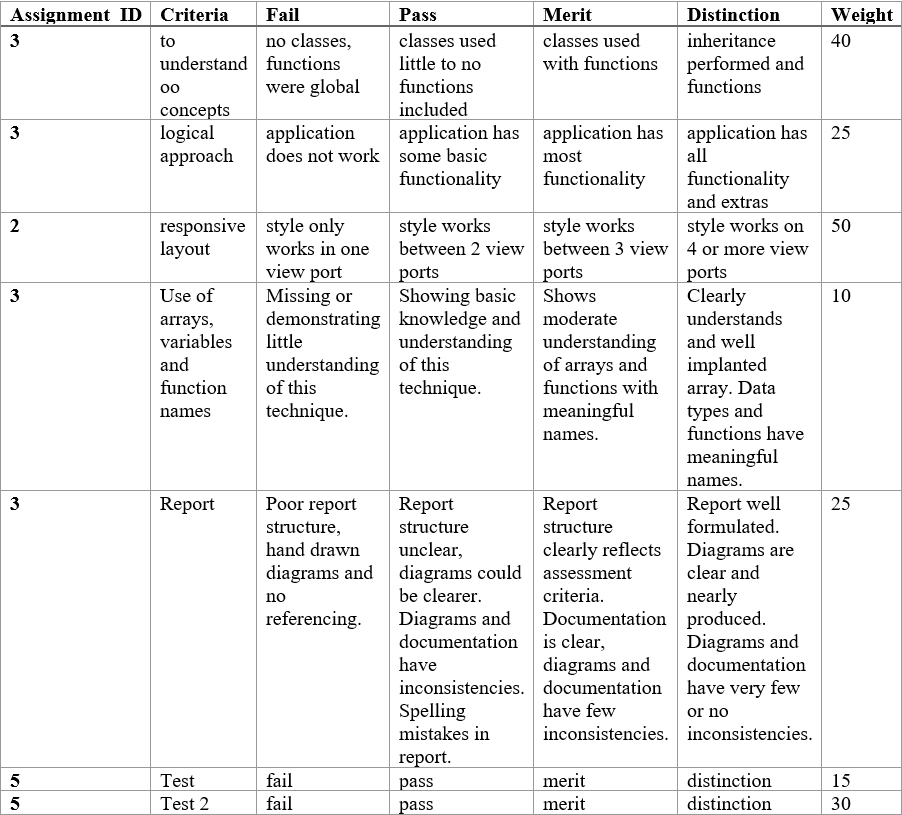 Assignment ID Criteria Fail Pass Merit Distinction Weight
3 to no classes, classes used classes used inheritance 40
understand functions little to no with functions performed and
oo were global functions functions
concepts included
3 logical application application has application has application has 25
approach does not work some basic most all
functionality functionality functionality
and extras
2 responsive style only style works style works style works on 50
layout works in one between 2 view between 3 view 4 or more view
view port ports ports ports
3 Use of Missing or Showing basic Shows Clearly 10
arrays, demonstrating knowledge and moderate understands
variables little understanding understanding and well
and understanding of this of arrays and implanted
function of this technique. functions with array. Data
names technique. meaningful types and
names. functions have
meaningful
names.
3 Report Poor report Report Report Report well 25
structure, structure structure formulated.
hand drawn unclear, clearly reflects Diagrams are
diagrams and diagrams could assessment clear and
no be clearer. criteria. nearly
referencing. Diagrams and Documentation produced.
documentation is clear, Diagrams and
have diagrams and documentation
inconsistencies. documentation have very few
Spelling have few or no
mistakes in inconsistencies. inconsistencies.
report.
5 Test fail pass merit distinction 15
5 Test 2 fail pass merit distinction 30